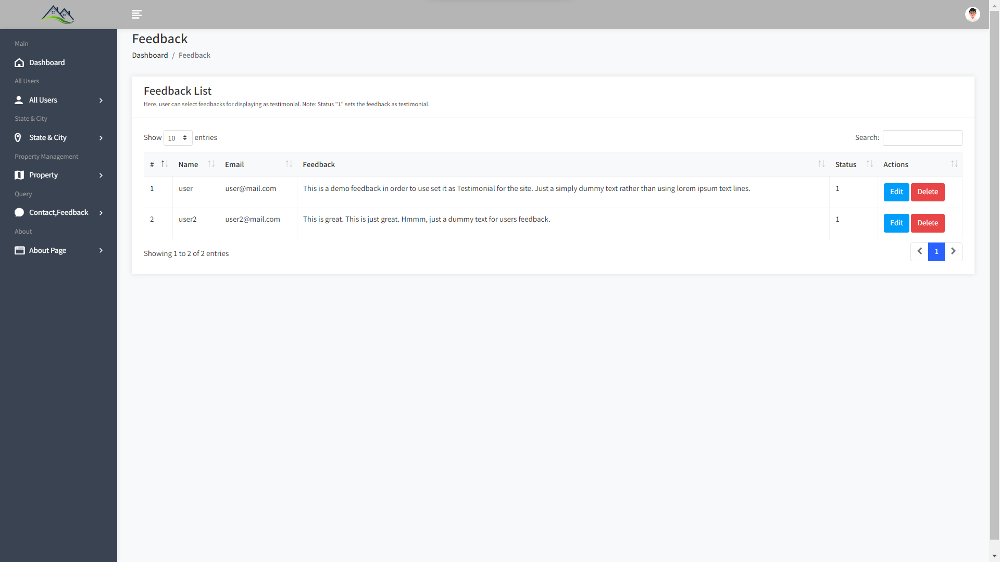 Main
Dashboard
All Users
All Users
State & City
State & City
Property Management
Property
Query
Contact,Feedback
About
About Page
Feedback
Dashboard / Feedback
Feedback List
Here, user can select feedbacks for displaying as testimonial. Note: Status "1" sets the feedback as testimonial.
Show 10 entries
Search:
# Name Email Feedback Status Actions
1 user user@mail.com This is a demo feedback in order to use set it as Testimonial for the site. Just a simply dummy text rather than using lorem ipsum text lines. 1 Edit Delete
2 user2 user2@mail.com This is great. This is just great. Hmmm, just a dummy text for users feedback. 1 Edit Delete
Showing 1 to 2 of 2 entries
1